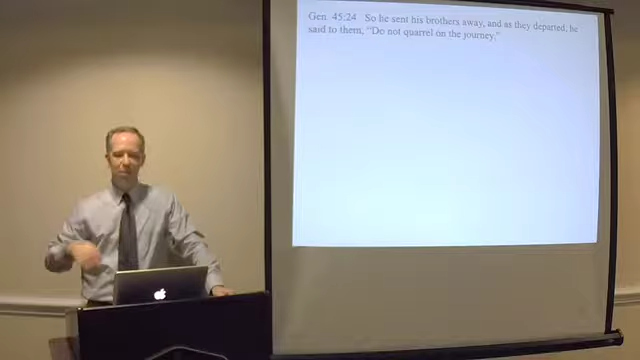 Gen. 45:24 So he sent his brothers away, and as they departed, he
said to them, “Do not quarrel on the journey.”